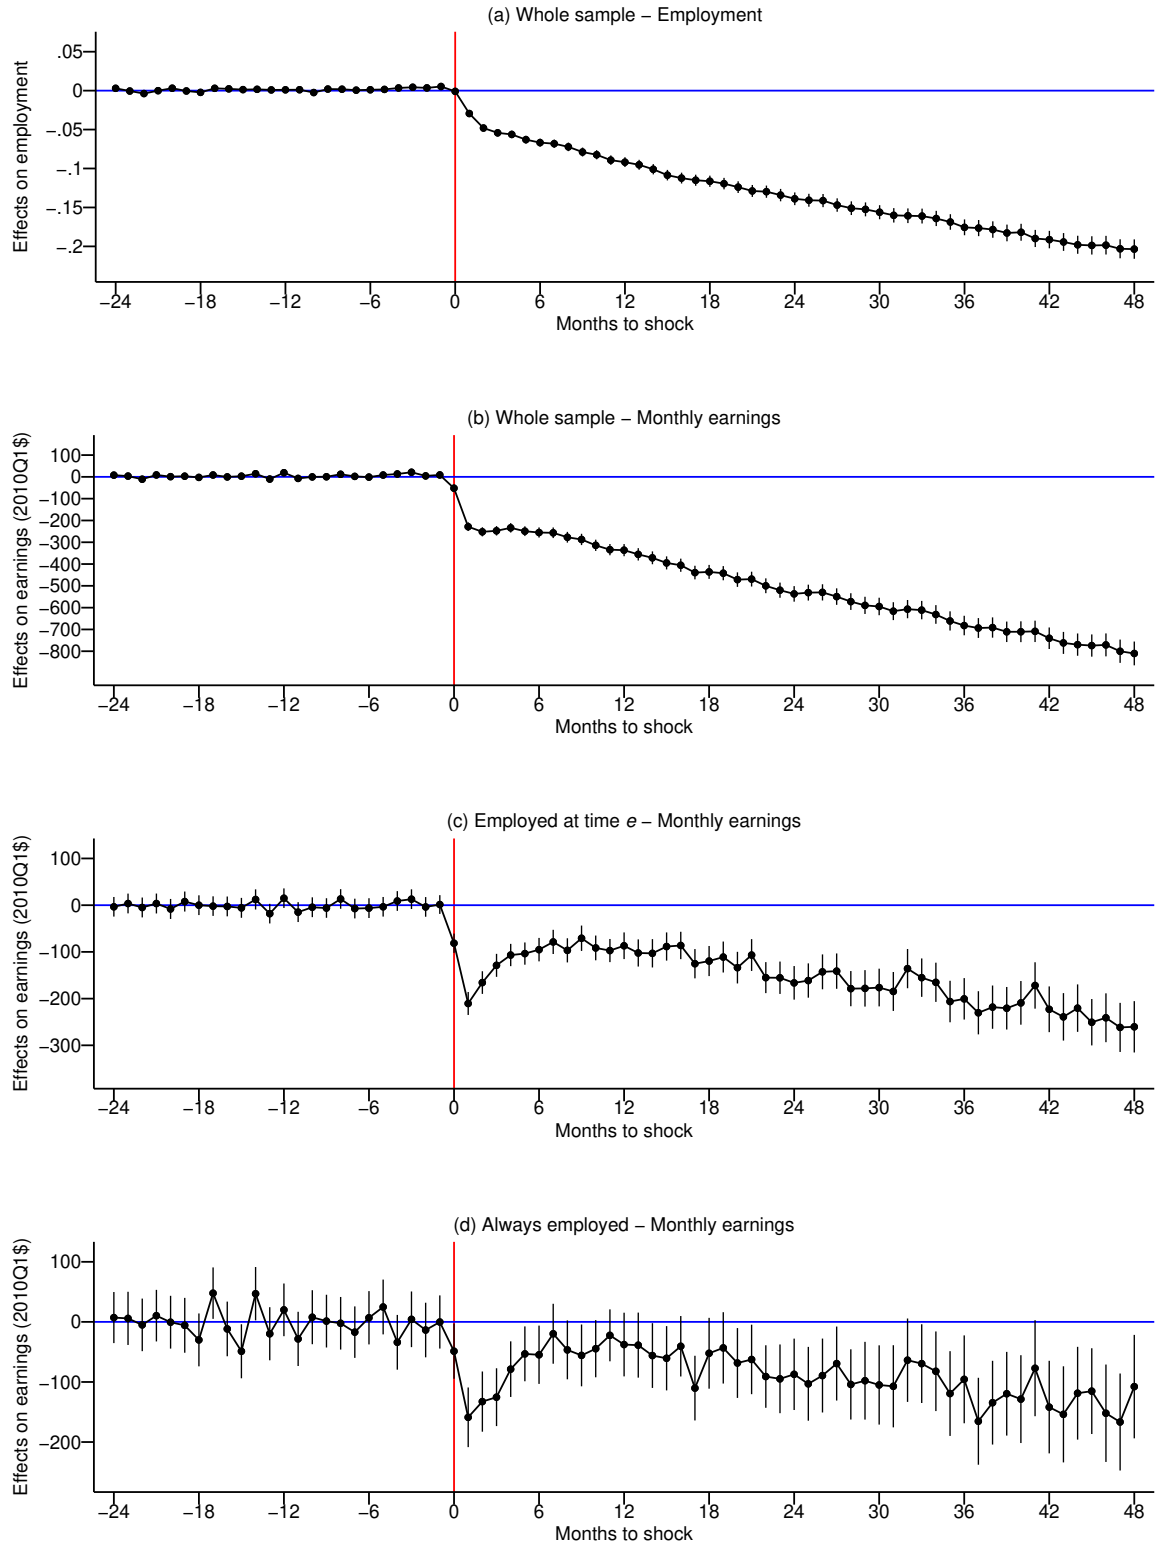 (a) Whole sample − Employment
Effects on employment
.05
0
−.05
−.1
−.15
−.2
−24 −18 −12 −6 0 6 12 18 24 30 36 42 48
Months to shock
(b) Whole sample − Monthly earnings
Effects on earnings (2010Q1$)
100
0
−100
−200
−300
−400
−500
−600
−700
−800
−24 −18 −12 −6 0 6 12 18 24 30 36 42 48
Months to shock
(c) Employed at time e − Monthly earnings
Effects on earnings (2010Q1$)
100
0
−100
−200
−300
−24 −18 −12 −6 0 6 12 18 24 30 36 42 48
Months to shock
(d) Always employed − Monthly earnings
Effects on earnings (2010Q1$)
100
0
−100
−200
−24 −18 −12 −6 0 6 12 18 24 30 36 42 48
Months to shock